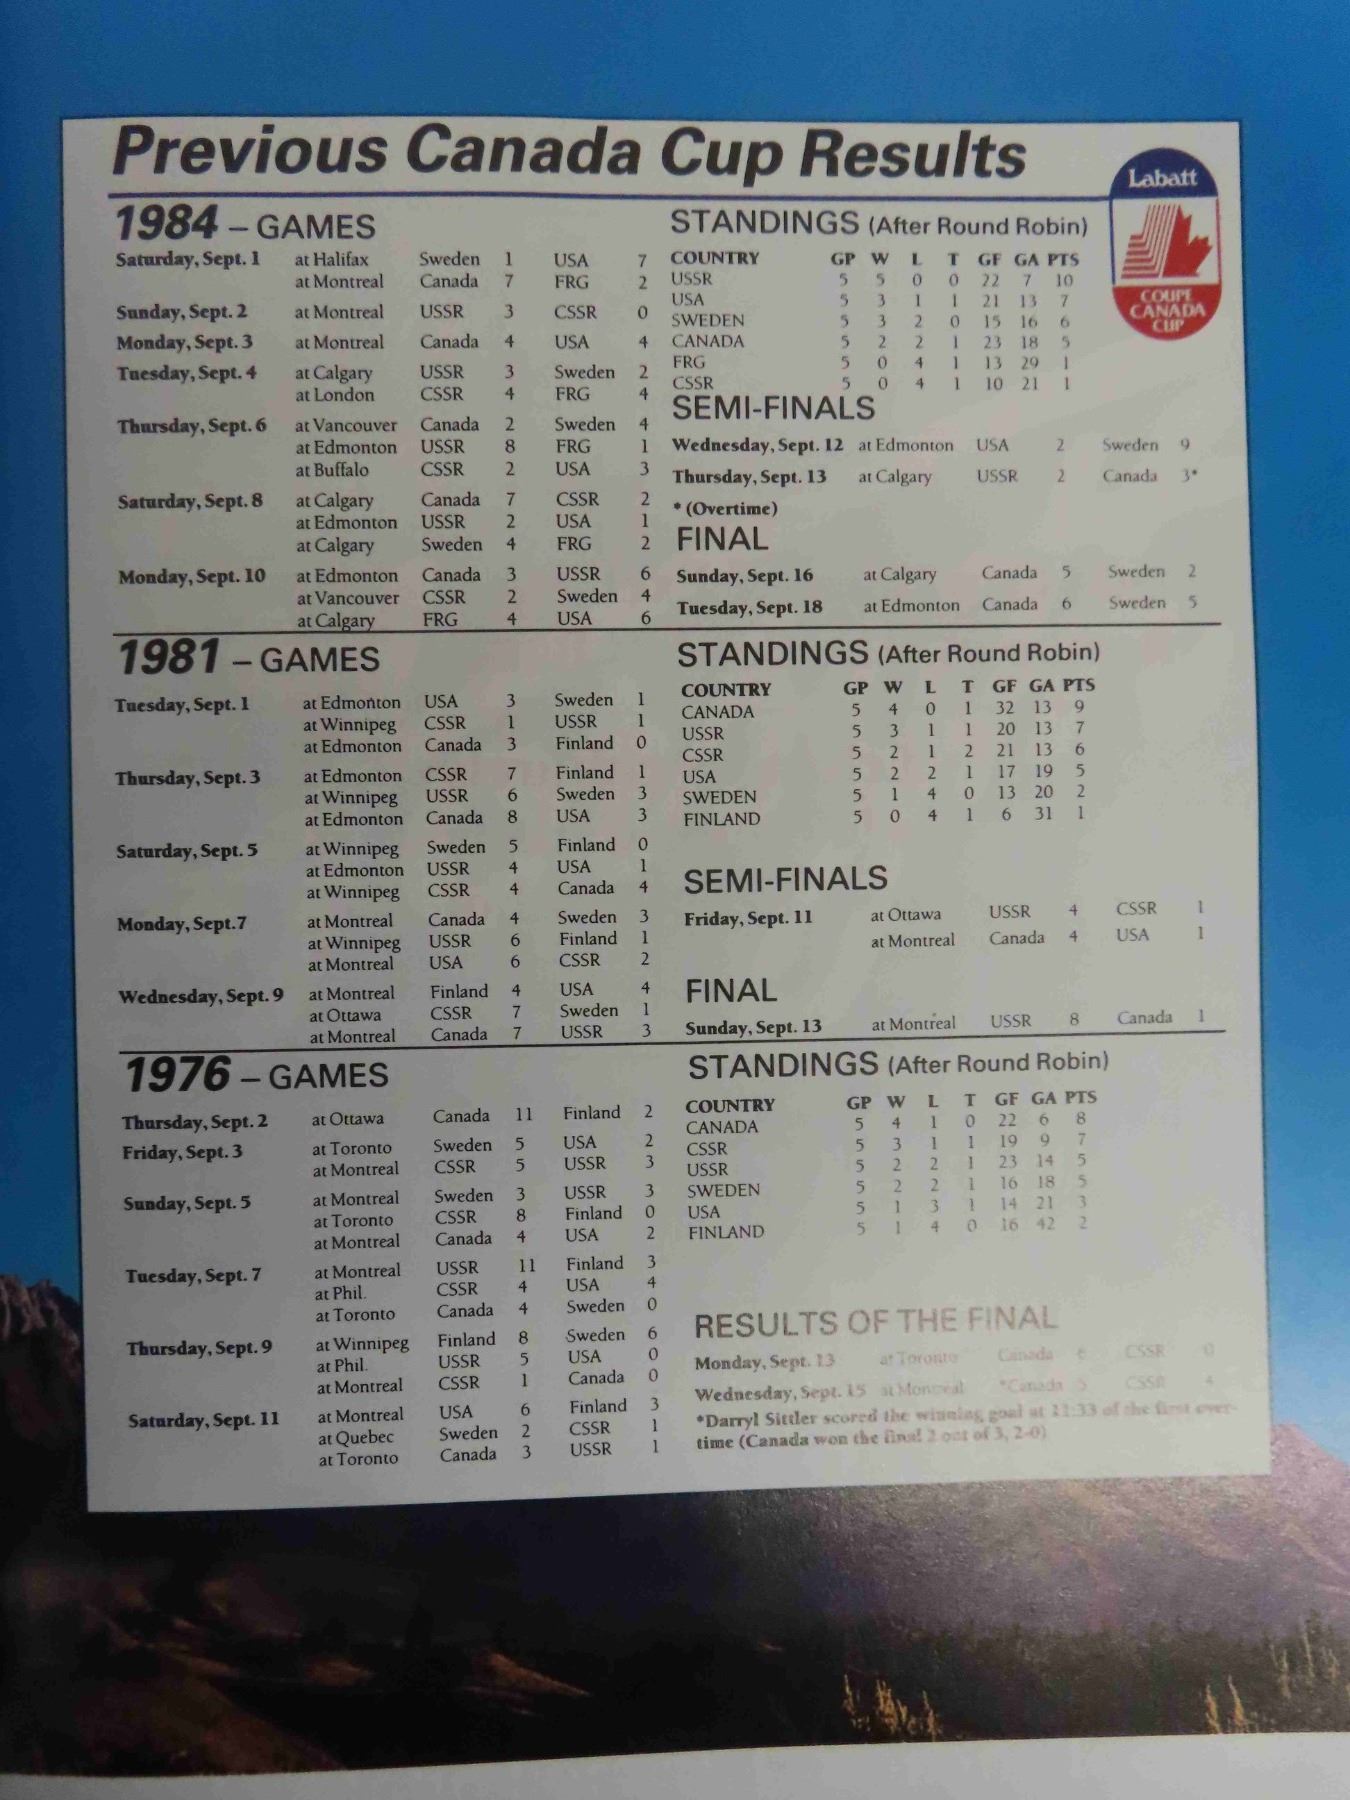 Previous Canada Cup Results
Labatt
COUPE
CANADA
CUP
1984 – GAMES
Saturday, Sept. 1 at Halifax Sweden 1 USA 7
at Montreal Canada 7 FRG 2
Sunday, Sept. 2 at Montreal USSR 3 CSSR 0
Monday, Sept. 3 at Montreal Canada 4 USA 4
Tuesday, Sept. 4 at Calgary USSR 3 Sweden 2
at London CSSR 4 FRG 4
Thursday, Sept. 6 at Vancouver Canada 2 Sweden 4
at Edmonton USSR 8 FRG 1
at Buffalo CSSR 2 USA 3
Saturday, Sept. 8 at Calgary Canada 7 CSSR 2
at Edmonton USSR 2 USA 1
at Calgary Sweden 4 FRG 2
Monday, Sept. 10 at Edmonton Canada 3 USSR 6
at Vancouver CSSR 2 Sweden 4
at Calgary FRG 4 USA 6
STANDINGS (After Round Robin)
COUNTRY GP W L T GF GA PTS
USSR 5 5 0 0 22 7 10
USA 5 3 1 1 21 13 7
SWEDEN 5 3 2 0 15 16 6
CANADA 5 2 2 1 23 18 5
FRG 5 0 4 1 13 29 1
CSSR 5 0 4 1 10 21 1
SEMI-FINALS
Wednesday, Sept. 12 at Edmonton USA 2 Sweden 9
Thursday, Sept. 13 at Calgary USSR 2 Canada 3*
* (Overtime)
FINAL
Sunday, Sept. 16 at Calgary Canada 5 Sweden 2
Tuesday, Sept. 18 at Edmonton Canada 6 Sweden 5
1981 – GAMES
Tuesday, Sept. 1 at Edmonton USA 3 Sweden 1
at Winnipeg CSSR 1 USSR 1
at Edmonton Canada 3 Finland 0
Thursday, Sept. 3 at Edmonton CSSR 7 Finland 1
at Winnipeg USSR 6 Sweden 3
at Edmonton Canada 8 USA 3
Saturday, Sept. 5 at Winnipeg Sweden 5 Finland 0
at Edmonton USSR 4 USA 1
at Winnipeg CSSR 4 Canada 4
Monday, Sept.7 at Montreal Canada 4 Sweden 3
at Winnipeg USSR 6 Finland 1
at Montreal USA 6 CSSR 2
Wednesday, Sept. 9 at Montreal Finland 4 USA 4
at Ottawa CSSR 7 Sweden 1
at Montreal Canada 7 USSR 3
STANDINGS (After Round Robin)
COUNTRY GP W L T GF GA PTS
CANADA 5 4 0 1 32 13 9
USSR 5 3 1 1 20 13 7
CSSR 5 2 1 2 21 13 6
USA 5 2 2 1 17 19 5
SWEDEN 5 1 4 0 13 20 2
FINLAND 5 0 4 1 6 31 1
SEMI-FINALS
Friday, Sept. 11 at Ottawa USSR 4 CSSR 1
at Montreal Canada 4 USA 1
FINAL
Sunday, Sept. 13 at Montreal USSR 8 Canada 1
1976 – GAMES
Thursday, Sept. 2 at Ottawa Canada 11 Finland 2
Friday, Sept. 3 at Toronto Sweden 5 USA 2
at Montreal CSSR 5 USSR 3
Sunday, Sept. 5 at Montreal Sweden 3 USSR 3
at Toronto CSSR 8 Finland 0
at Montreal Canada 4 USA 2
Tuesday, Sept. 7 at Montreal USSR 11 Finland 3
at Phil. CSSR 4 USA 4
at Toronto Canada 4 Sweden 0
Thursday, Sept. 9 at Winnipeg Finland 8 Sweden 6
at Phil. USSR 5 USA 0
at Montreal CSSR 1 Canada 0
Saturday, Sept. 11 at Montreal USA 6 Finland 3
at Quebec Sweden 2 CSSR 1
at Toronto Canada 3 USSR 1
STANDINGS (After Round Robin)
COUNTRY GP W L T GF GA PTS
CANADA 5 4 1 0 22 6 8
CSSR 5 3 1 1 19 9 7
USSR 5 2 2 1 23 14 5
SWEDEN 5 2 2 1 16 18 5
USA 5 1 3 1 14 21 3
FINLAND 5 1 4 0 16 42 2
RESULTS OF THE FINAL
Monday, Sept. 13 at Toronto Canada 6 CSSR 0
Wednesday, Sept. 15 at Montreal *Canada 5 CSSR 4
*Darryl Sittler scored the winning goal at 11:33 of the first over-
time (Canada won the final 2 out of 3, 2-0)